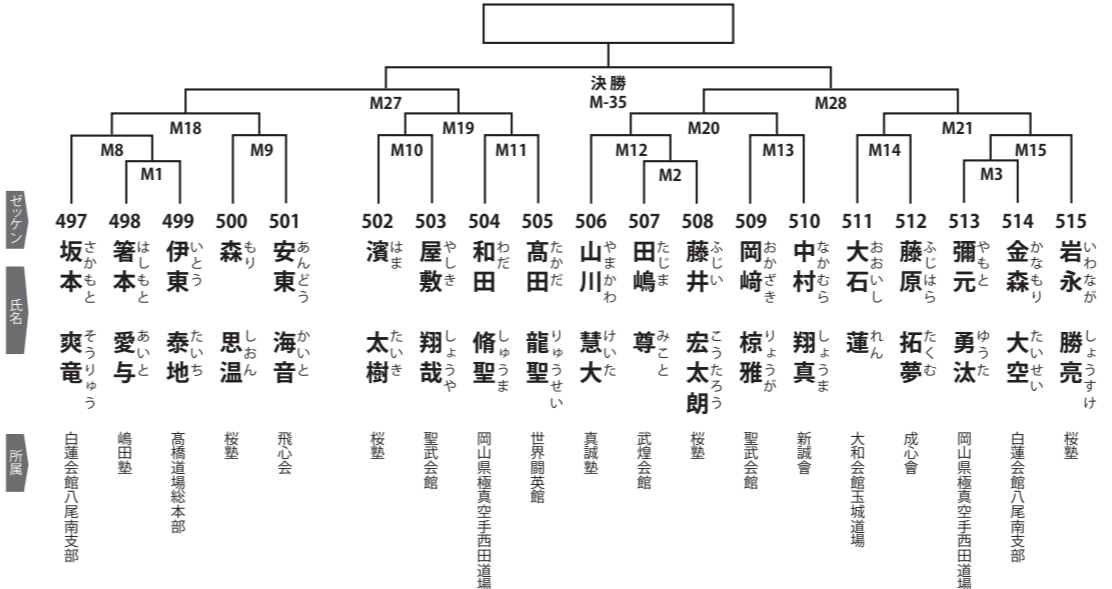 決勝
M-35
M27
M28
M18
M19
M20
M21
M8
M9
M10
M11
M12
M13
M14
M15
M1
M2
M3
ゼッケン
497 498 499 500 501 502 503 504 505 506 507 508 509 510 511 512 513 514 515
氏名
坂本 爽竜
さかもと そうりゅう
箸本 愛与
はしもと あいと
伊東 泰地
いとう たいち
森 思温
もり しおん
安東 海音
あんどう かいと
濱 太樹
はま たいき
屋敷 翔哉
やしき しょうや
和田 脩聖
わだ しゅうま
髙田 龍聖
たかだ りゅうせい
山川 慧大
やまかわ けいた
田嶋 尊
たじま みこと
藤井 宏太朗
ふじい こうたろう
岡﨑 椋雅
おかざき りょうが
中村 翔真
なかむら しょうま
大石 蓮
おおいし れん
藤原 拓夢
ふじはら たくむ
彌元 勇汰
やもと ゆうた
金森 大空
かなもり たいせい
岩永 勝亮
いわなが しょうすけ
所属
白蓮会館八尾南支部
嶋田塾
髙橋道場総本部
桜塾
飛心会
桜塾
聖武会館
岡山県極真空手西田道場
世界闘英館
真誠塾
武煌会館
桜塾
聖武会館
新誠會
大和会館玉城道場
成心會
岡山県極真空手西田道場
白蓮会館八尾南支部
桜塾